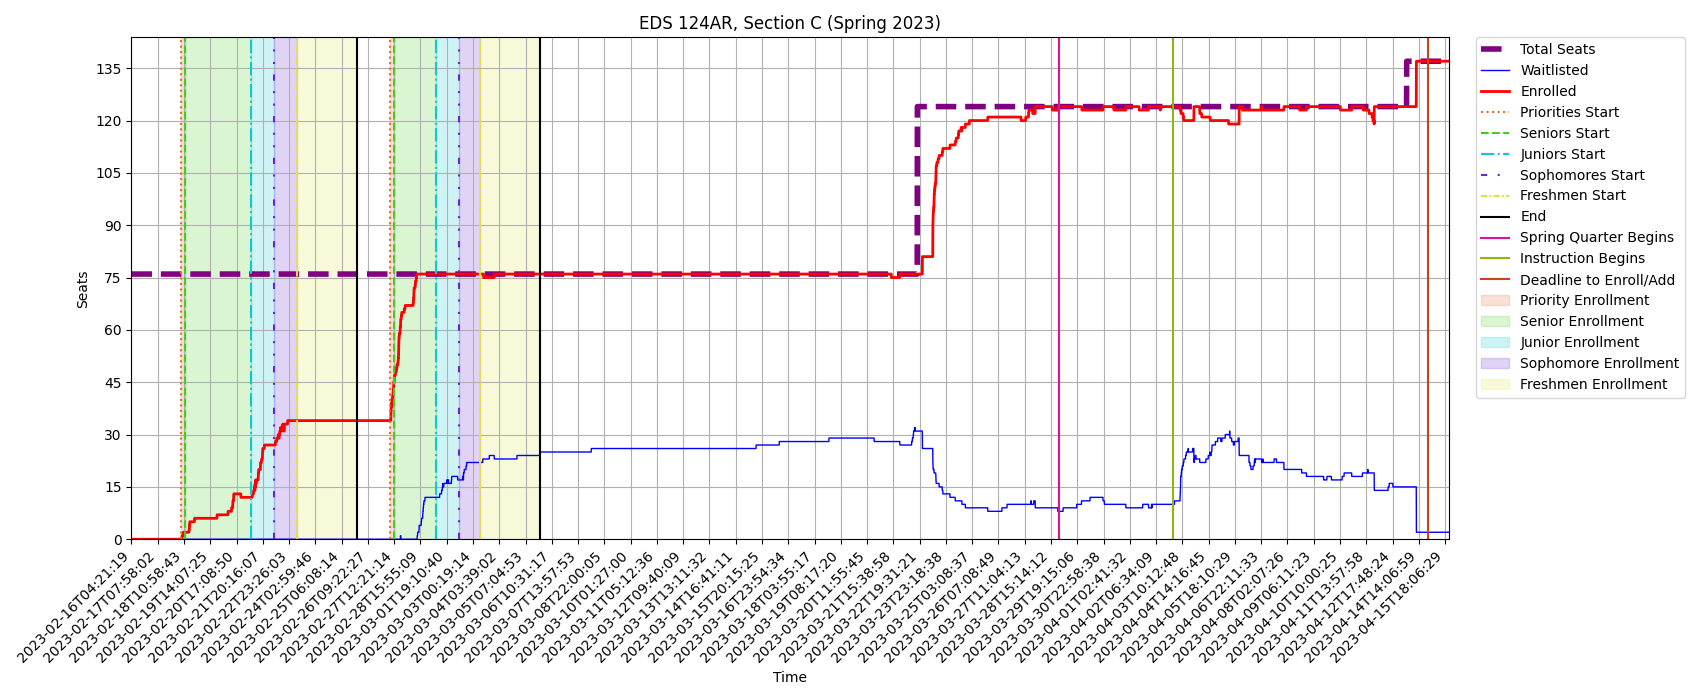 EDS 124AR, Section C (Spring 2023)
Seats
135
120
105
90
75
60
45
30
15
0
2023-02-16T04:21:19
2023-02-17T07:58:02
2023-02-18T10:58:43
2023-02-19T14:07:25
2023-02-20T17:08:50
2023-02-21T20:16:07
2023-02-22T23:26:03
2023-02-24T02:59:46
2023-02-25T06:08:14
2023-02-26T09:22:27
2023-02-27T12:21:14
2023-02-28T15:55:09
2023-03-01T19:10:40
2023-03-03T00:19:14
2023-03-04T03:39:02
2023-03-05T07:04:53
2023-03-06T10:31:17
2023-03-07T13:57:53
2023-03-08T22:00:05
2023-03-10T01:27:00
2023-03-11T05:12:36
2023-03-12T09:40:09
2023-03-13T13:11:32
2023-03-14T16:41:11
2023-03-15T20:15:25
2023-03-16T23:54:34
2023-03-18T03:55:17
2023-03-19T08:17:20
2023-03-20T11:55:45
2023-03-21T15:38:58
2023-03-22T19:31:21
2023-03-23T23:18:38
2023-03-25T03:08:37
2023-03-26T07:08:49
2023-03-27T11:04:13
2023-03-28T15:14:12
2023-03-29T19:15:06
2023-03-30T22:58:38
2023-04-01T02:41:32
2023-04-02T06:34:09
2023-04-03T10:12:48
2023-04-04T14:16:45
2023-04-05T18:10:29
2023-04-06T22:11:33
2023-04-08T02:07:26
2023-04-09T06:11:23
2023-04-10T10:00:25
2023-04-11T13:57:58
2023-04-12T17:48:24
2023-04-14T14:06:59
2023-04-15T18:06:29
Time
Total Seats
Waitlisted
Enrolled
Priorities Start
Seniors Start
Juniors Start
Sophomores Start
Freshmen Start
End
Spring Quarter Begins
Instruction Begins
Deadline to Enroll/Add
Priority Enrollment
Senior Enrollment
Junior Enrollment
Sophomore Enrollment
Freshmen Enrollment